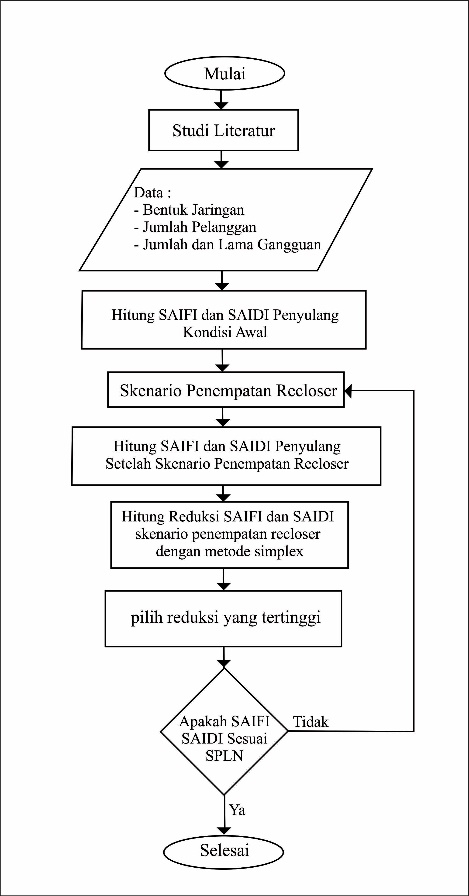 Mulai
Studi Literatur
Data :
- Bentuk Jaringan
- Jumlah Pelanggan
- Jumlah dan Lama Gangguan
Hitung SAIFI dan SAIDI Penyulang
Kondisi Awal
Skenario Penempatan Recloser
Hitung SAIFI dan SAIDI Penyulang
Setelah Skenario Penempatan Recloser
Hitung Reduksi SAIFI dan SAIDI
skenario penempatan recloser
dengan metode simplex
pilih reduksi yang tertinggi
Apakah SAIFI
SAIDI Sesuai
SPLN
Tidak
Ya
Selesai